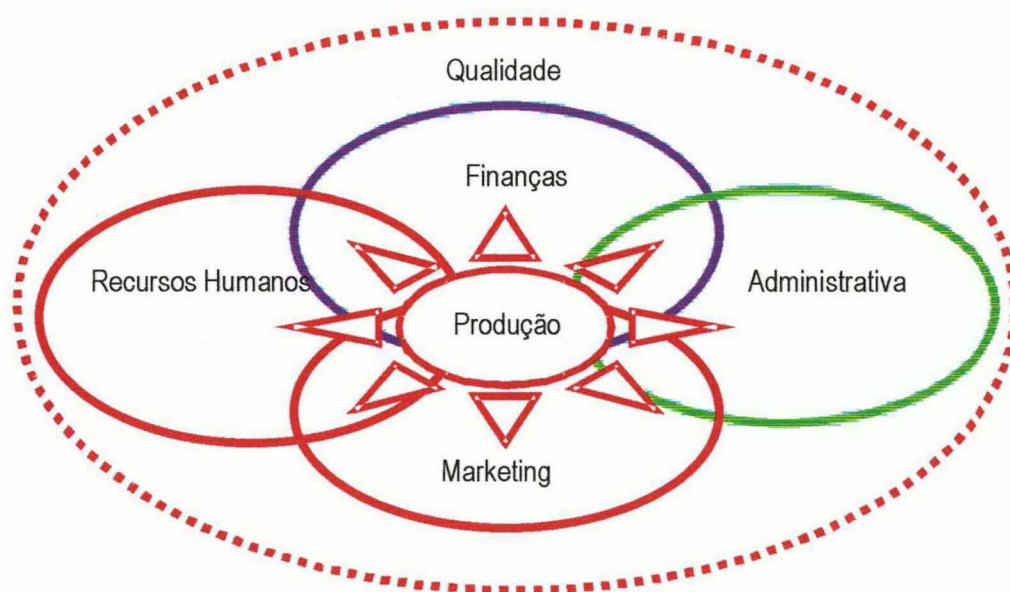 Qualidade
Finanças
Recursos Humanos
Administrativa
Produção
Marketing